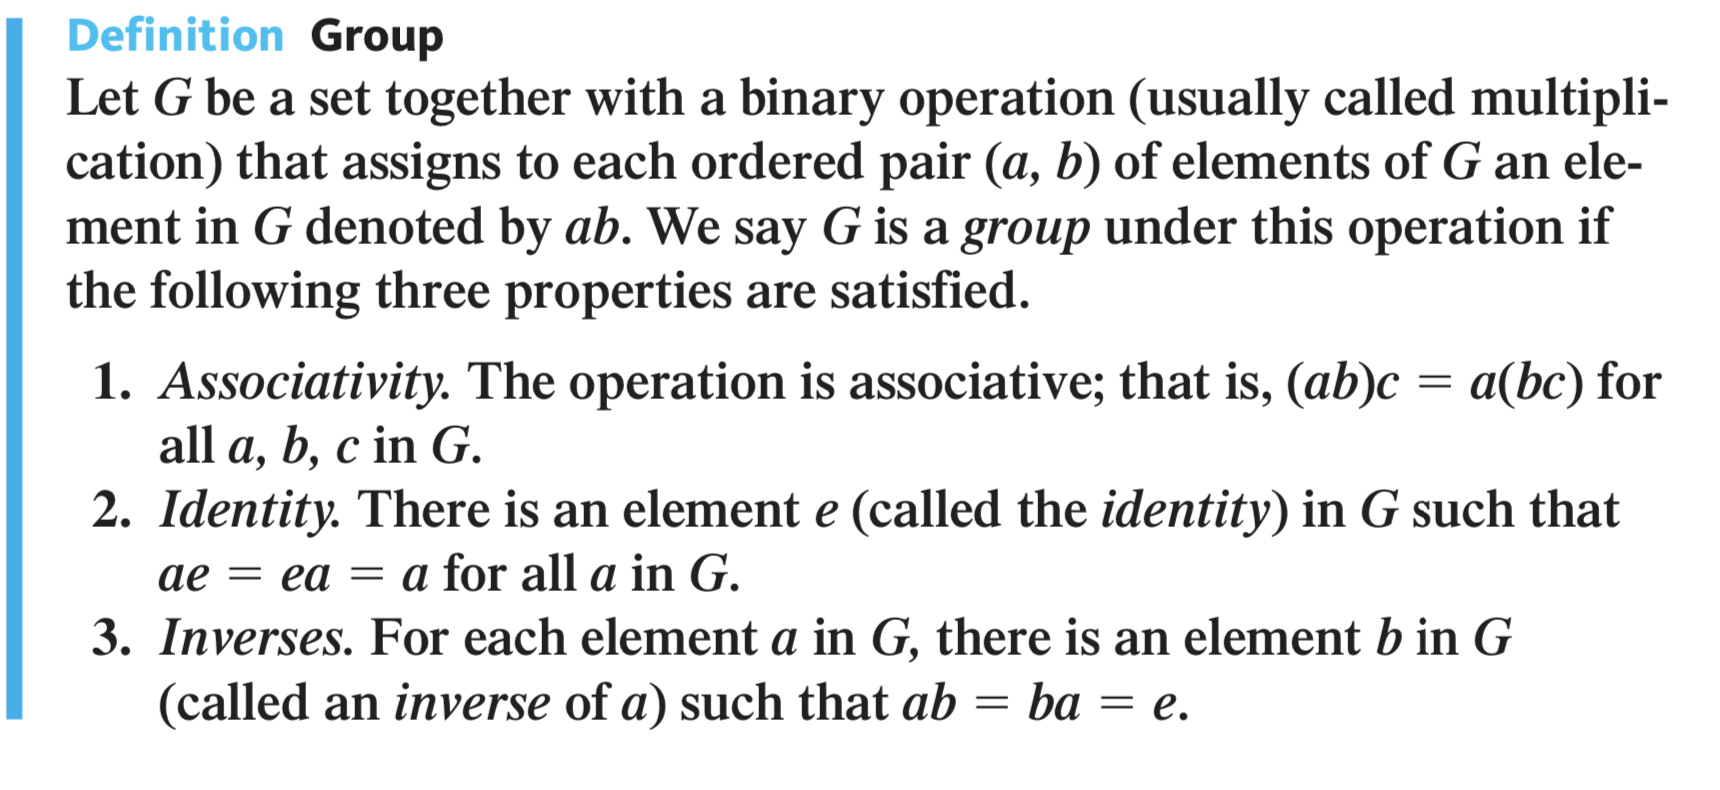 Definition Group
Let G be a set together with a binary operation (usually called multipli-
cation) that assigns to each ordered pair (a, b) of elements of G an ele-
ment in G denoted by ab. We say G is a group under this operation if
the following three properties are satisfied.
1. Associativity. The operation is associative; that is, (ab)c = a(bc) for
all a, b, c in G.
2. Identity. There is an element e (called the identity) in G such that
ae = ea = a for all a in G.
3. Inverses. For each element a in G, there is an element b in G
(called an inverse of a) such that ab = ba = e.